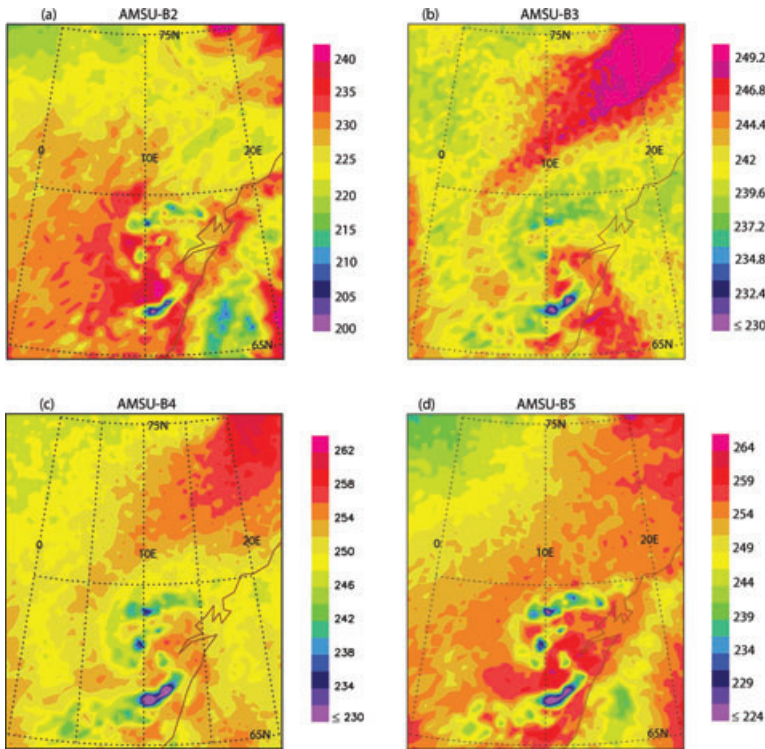 (a) AMSU-B2
75N
0
10E
20E
65N
240
235
230
225
220
215
210
205
200
(b) AMSU-B3
75N
0
10E
20E
65N
249.2
246.8
244.4
242
239.6
237.2
234.8
232.4
≤ 230
(c) AMSU-B4
75N
0
10E
20E
65N
262
258
254
250
246
242
238
234
≤ 230
(d) AMSU-B5
75N
0
10E
20E
65N
264
259
254
249
244
239
234
229
≤ 224